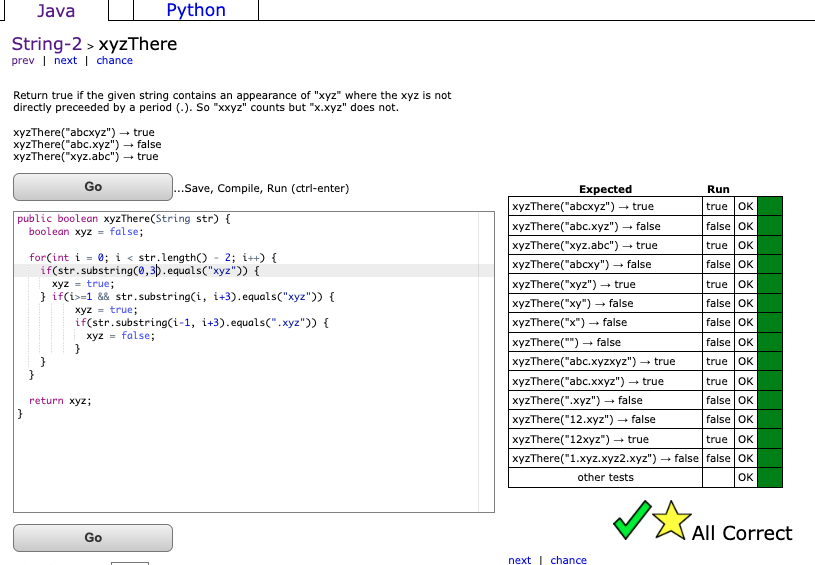 Java
Python
String-2 > xyzThere
prev | next | chance
Return true if the given string contains an appearance of "xyz" where the xyz is not
directly preceeded by a period (.). So "xxyz" counts but "x.xyz" does not.
xyzThere("abcxyz") → true
xyzThere("abc.xyz") → false
xyzThere("xyz.abc") → true
Go
...Save, Compile, Run (ctrl-enter)
public boolean xyzThere(String str) {
boolean xyz = false;
for(int i = 0; i < str.length() - 2; i++) {
if(str.substring(0,3).equals("xyz")) {
xyz = true;
} if(i>=1 && str.substring(i, i+3).equals("xyz")) {
xyz = true;
if(str.substring(i-1, i+3).equals(".xyz")) {
xyz = false;
}
}
}
return xyz;
}
Go
Expected Run
xyzThere("abcxyz") → true true OK
xyzThere("abc.xyz") → false false OK
xyzThere("xyz.abc") → true true OK
xyzThere("abcxy") → false false OK
xyzThere("xyz") → true true OK
xyzThere("xy") → false false OK
xyzThere("x") → false false OK
xyzThere("") → false false OK
xyzThere("abc.xyzxyz") → true true OK
xyzThere("abc.xxyz") → true true OK
xyzThere(".xyz") → false false OK
xyzThere("12.xyz") → false false OK
xyzThere("12xyz") → true true OK
xyzThere("1.xyz.xyz2.xyz") → false false OK
other tests OK
All Correct
next | chance